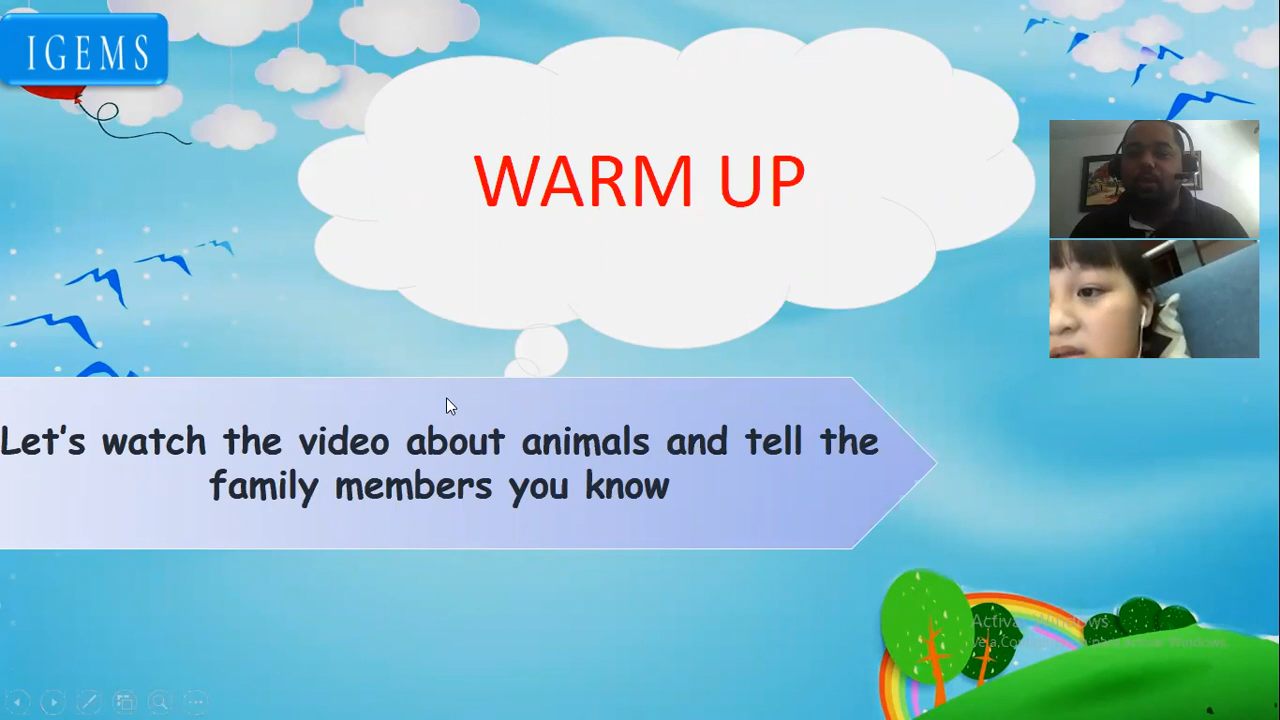 IGEMS
WARM UP
Let's watch the video about animals and tell the
family members you know